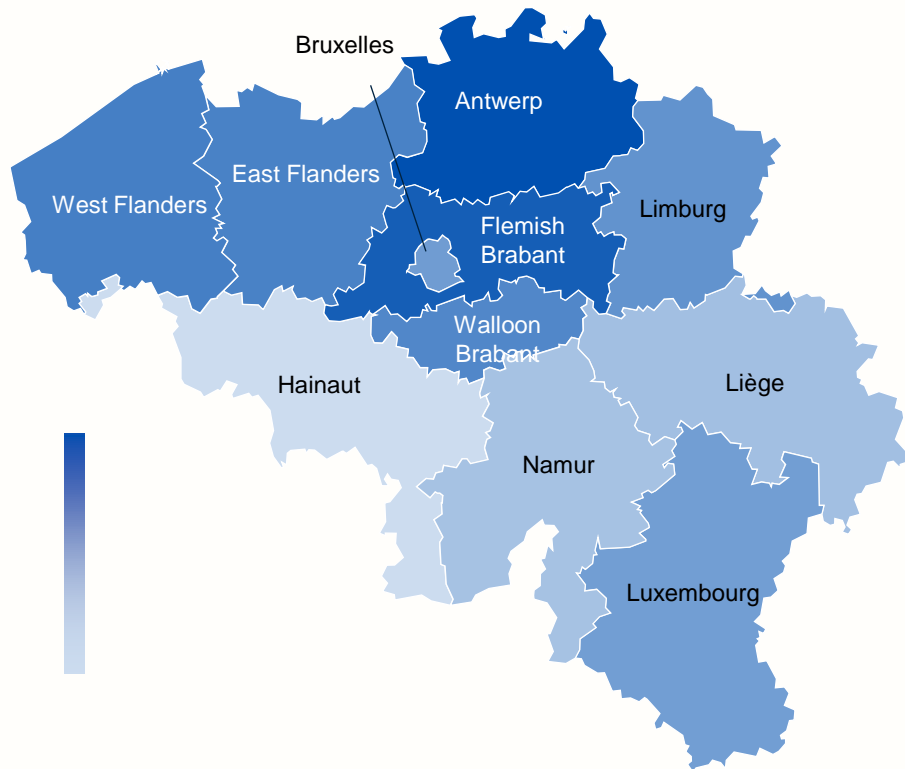 Bruxelles
Antwerp
East Flanders
West Flanders
Limburg
Flemish
Brabant
Walloon
Brabant
Hainaut
Liège
Namur
Luxembourg